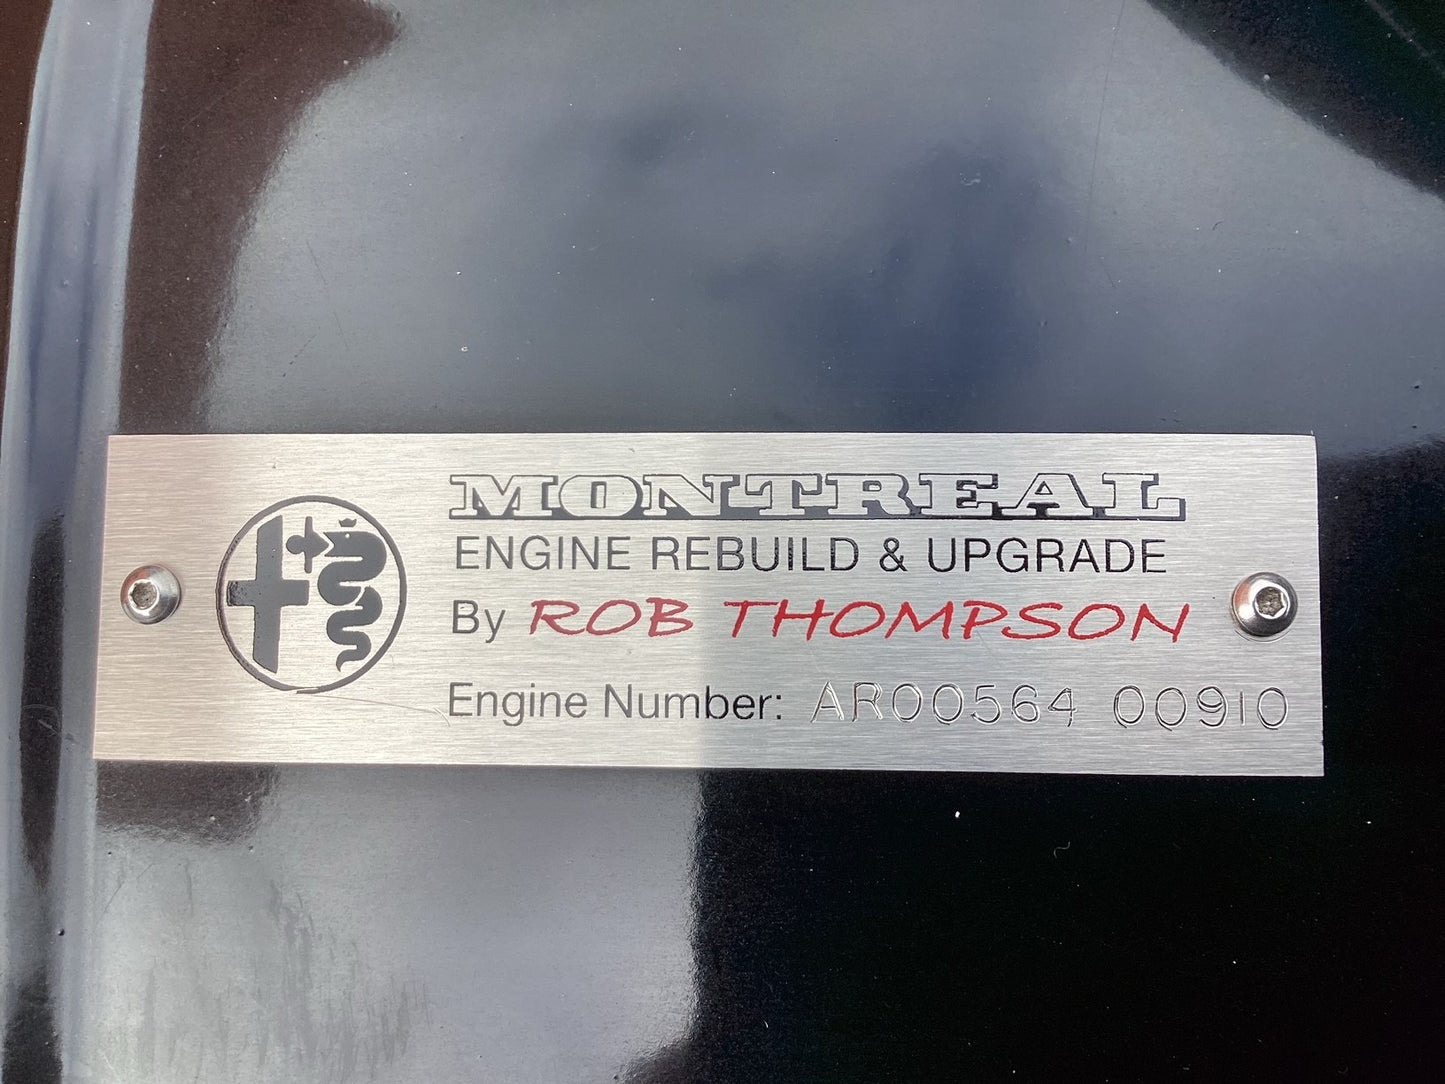 MONTREAL
ENGINE REBUILD & UPGRADE
By ROB THOMPSON
Engine Number: AR00564 00910